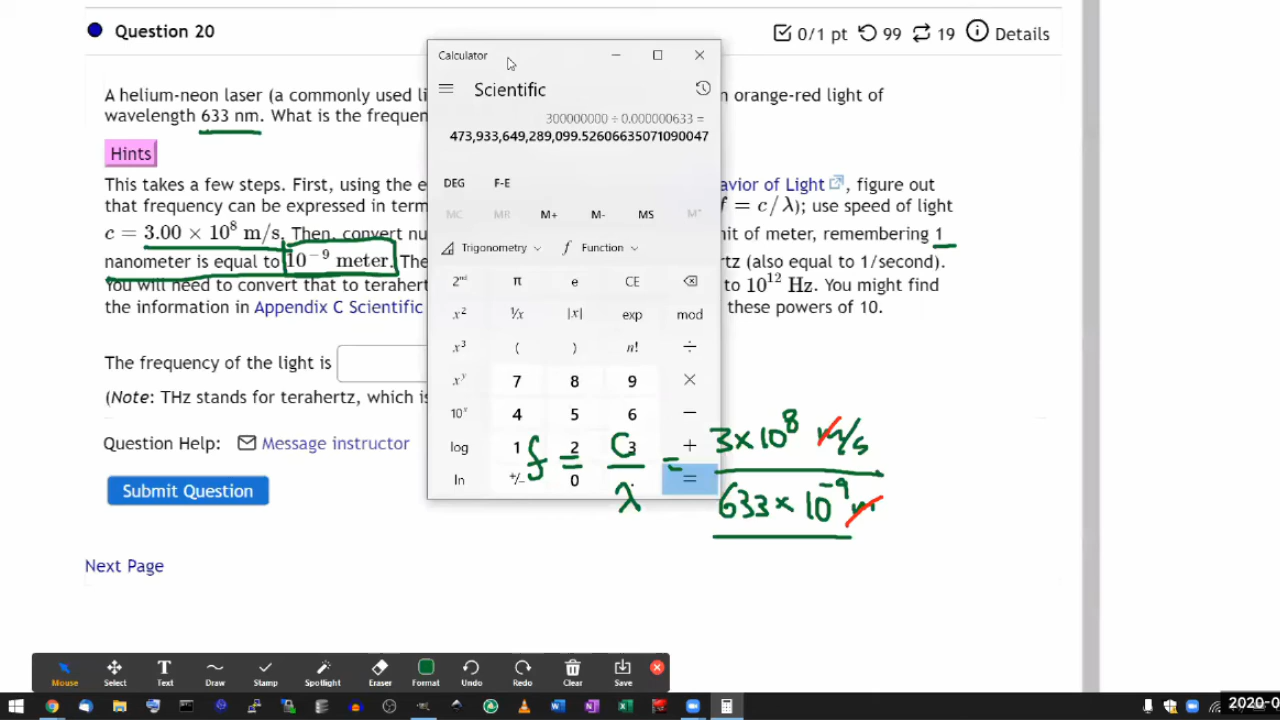 Question 20
0/1 pt 99 19 Details
A helium-neon laser (a commonly used li
n orange-red light of
wavelength 633 nm. What is the frequen
Hints
This takes a few steps. First, using the e
avior of Light, figure out
that frequency can be expressed in term
f = c/λ); use speed of light
c = 3.00 × 10⁸ m/s. Then, convert nu
nit of meter, remembering 1
nanometer is equal to 10⁻⁹ meter. The
rtz (also equal to 1/second).
You will need to convert that to terahert
to 10¹² Hz. You might find
the information in Appendix C Scientific
these powers of 10.
The frequency of the light is
(Note: THz stands for terahertz, which is
Question Help: Message instructor
Submit Question
Next Page
Calculator
Scientific
300000000 ÷ 0.000000633 =
473,933,649,289,099.52606635071090047
DEG F-E
MC MR M+ M- MS M˅
Trigonometry f Function
2ⁿᵈ π e CE
x² ¹/x |x| exp mod
x³ ( ) n! ÷
xʸ 7 8 9 ×
10ˣ 4 5 6 −
log 1 2 3 +
ln +/− 0 . =
f = c/λ = 3×10⁸ m/s
633×10⁻⁹ m
Mouse Select Text Draw Stamp Spotlight Eraser Format Undo Redo Clear Save
2020-0